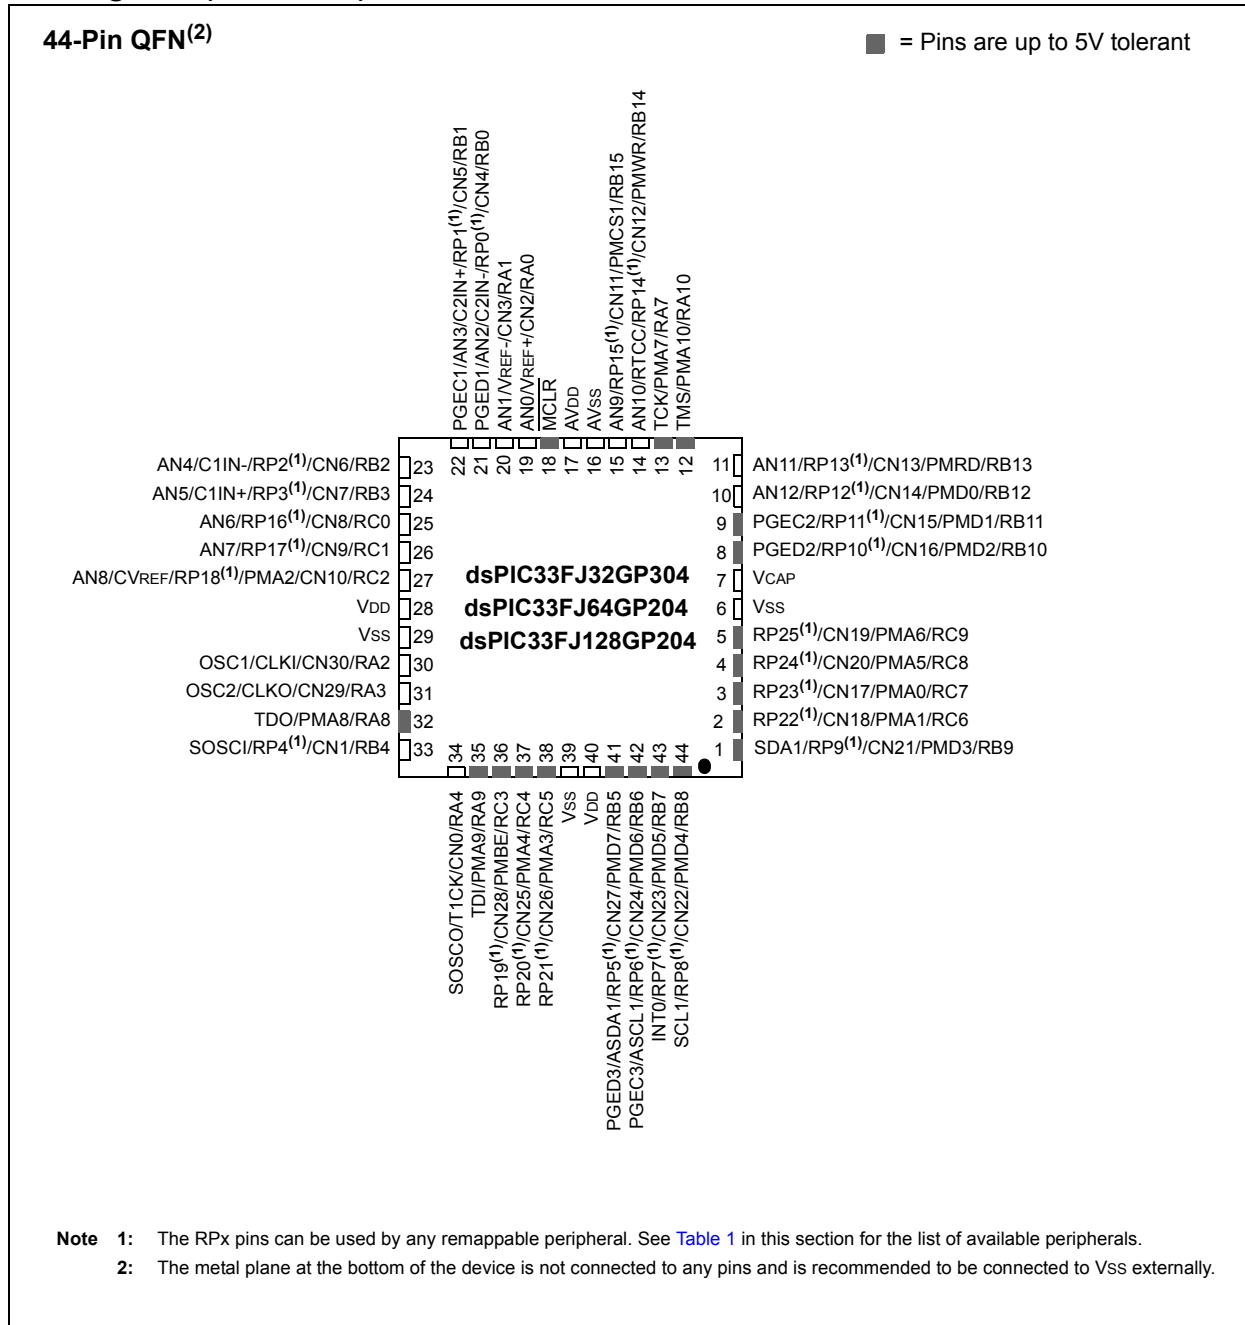 44-Pin QFN(2)
= Pins are up to 5V tolerant
PGEC1/AN3/C2IN+/RP1(1)/CN5/RB1
PGED1/AN2/C2IN-/RP0(1)/CN4/RB0
AN1/VREF-/CN3/RA1
AN0/VREF+/CN2/RA0
MCLR
AVDD
AVSS
AN9/RP15(1)/CN11/PMCS1/RB15
AN10/RTCC/RP14(1)/CN12/PMWR/RB14
TCK/PMA7/RA7
TMS/PMA10/RA10
22
21
20
19
18
17
16
15
14
13
12
AN4/C1IN-/RP2(1)/CN6/RB2 23
AN5/C1IN+/RP3(1)/CN7/RB3 24
AN6/RP16(1)/CN8/RC0 25
AN7/RP17(1)/CN9/RC1 26
AN8/CVREF/RP18(1)/PMA2/CN10/RC2 27
VDD 28
VSS 29
OSC1/CLKI/CN30/RA2 30
OSC2/CLKO/CN29/RA3 31
TDO/PMA8/RA8 32
SOSCI/RP4(1)/CN1/RB4 33
dsPIC33FJ32GP304
dsPIC33FJ64GP204
dsPIC33FJ128GP204
11 AN11/RP13(1)/CN13/PMRD/RB13
10 AN12/RP12(1)/CN14/PMD0/RB12
9 PGEC2/RP11(1)/CN15/PMD1/RB11
8 PGED2/RP10(1)/CN16/PMD2/RB10
7 VCAP
6 VSS
5 RP25(1)/CN19/PMA6/RC9
4 RP24(1)/CN20/PMA5/RC8
3 RP23(1)/CN17/PMA0/RC7
2 RP22(1)/CN18/PMA1/RC6
1 SDA1/RP9(1)/CN21/PMD3/RB9
34
35
36
37
38
39
40
41
42
43
44
SOSCO/T1CK/CN0/RA4
TDI/PMA9/RA9
RP19(1)/CN28/PMBE/RC3
RP20(1)/CN25/PMA4/RC4
RP21(1)/CN26/PMA3/RC5
VSS
VDD
PGED3/ASDA1/RP5(1)/CN27/PMD7/RB5
PGEC3/ASCL1/RP6(1)/CN24/PMD6/RB6
INT0/RP7(1)/CN23/PMD5/RB7
SCL1/RP8(1)/CN22/PMD4/RB8
Note 1: The RPx pins can be used by any remappable peripheral. See Table 1 in this section for the list of available peripherals.
2: The metal plane at the bottom of the device is not connected to any pins and is recommended to be connected to VSS externally.